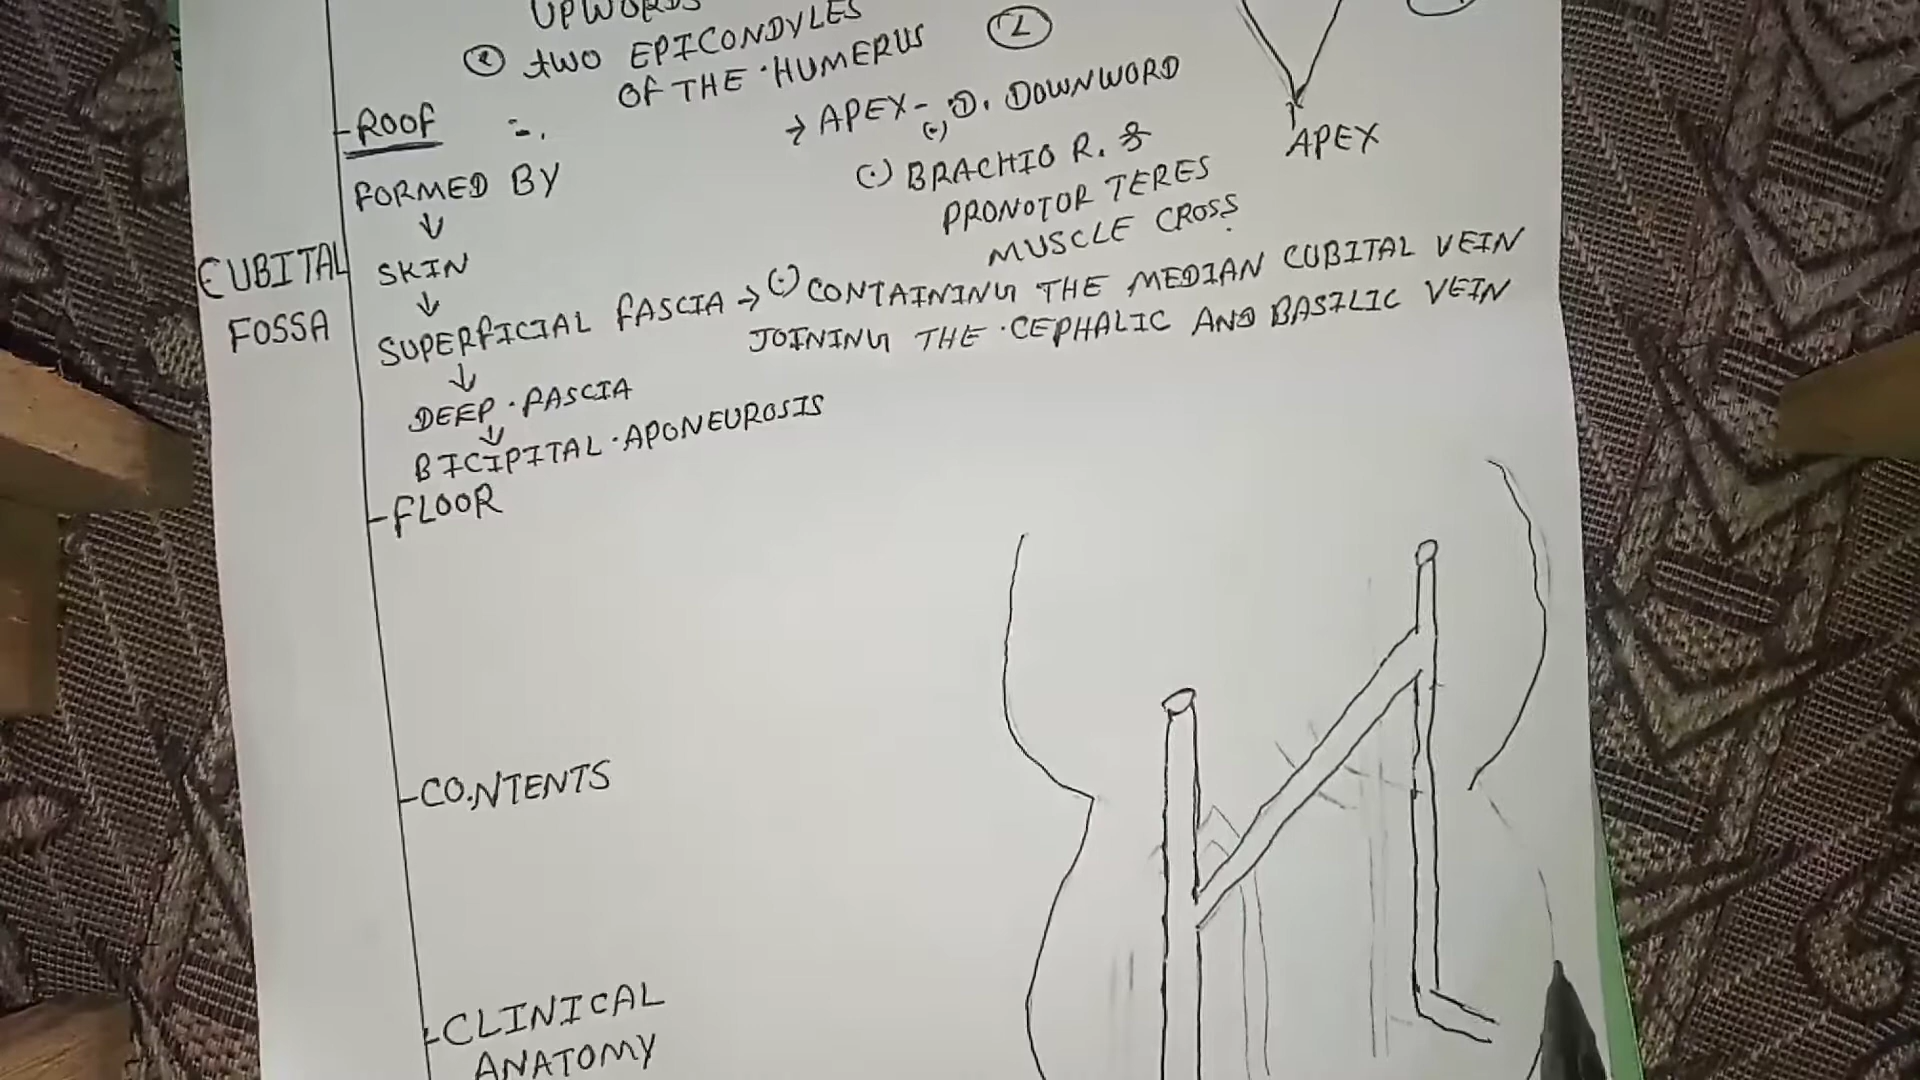 UPWORDS
② two EPICONDYLES
Of THE HUMERUS
②
→ APEX - ①. DOWNWORD
(•)
(•) BRACHIO R. &
PRONOTOR TERES
MUSCLE CROSS
APEX
ROOf :-.
fORMED BY
↓
SKIN
↓
SUPERfICIAL fASCIA → (•) CONTAINING THE MEDIAN CUBITAL VEIN
JOINING THE CEPHALIC AND BASILIC VEIN
↓
DEEP FASCIA
↓
BICIPITAL APONEUROSIS
CUBITAL
FOSSA
FLOOR
CONTENTS
CLINICAL
ANATOMY